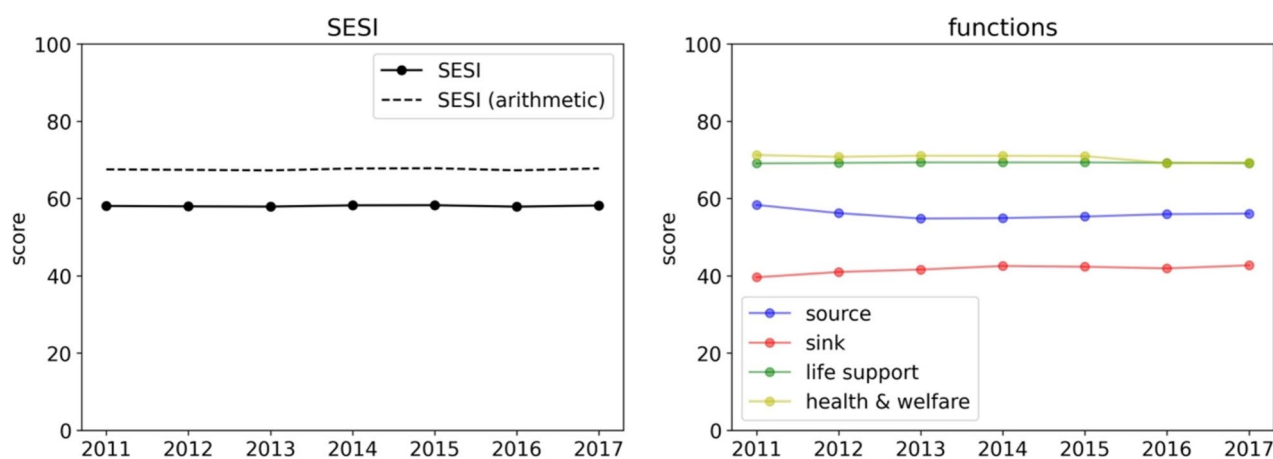 SESI
100
80
60
40
20
0
score
SESI
SESI (arithmetic)
2011 2012 2013 2014 2015 2016 2017
functions
100
80
60
40
20
0
score
source
sink
life support
health & welfare
2011 2012 2013 2014 2015 2016 2017